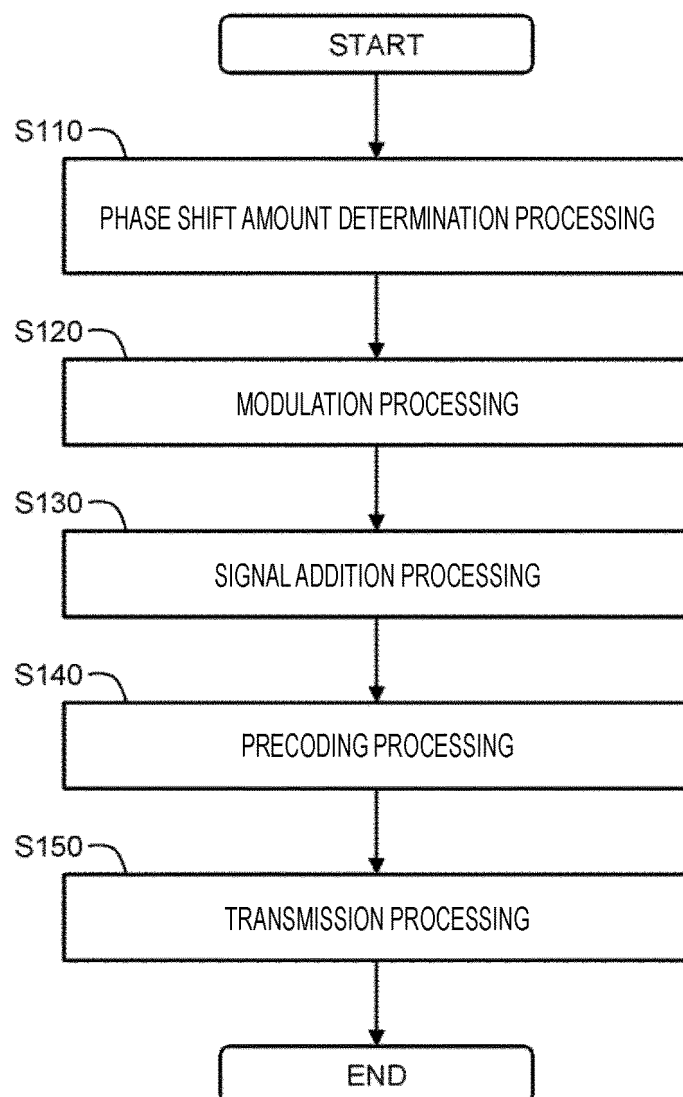 START
S110
PHASE SHIFT AMOUNT DETERMINATION PROCESSING
S120
MODULATION PROCESSING
S130
SIGNAL ADDITION PROCESSING
S140
PRECODING PROCESSING
S150
TRANSMISSION PROCESSING
END